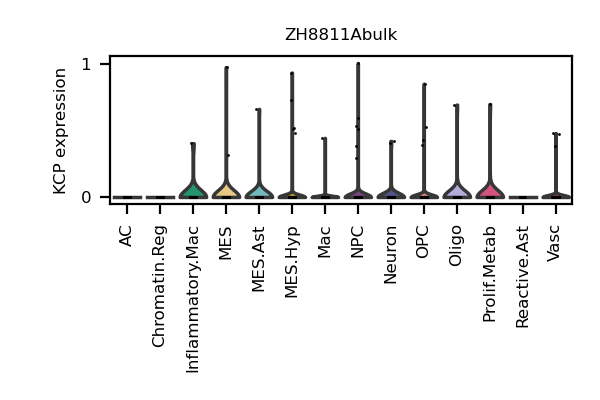 ZH8811Abulk
KCP expression
1
0
AC
Chromatin.Reg
Inflammatory.Mac
MES
MES.Ast
MES.Hyp
Mac
NPC
Neuron
OPC
Oligo
Prolif.Metab
Reactive.Ast
Vasc